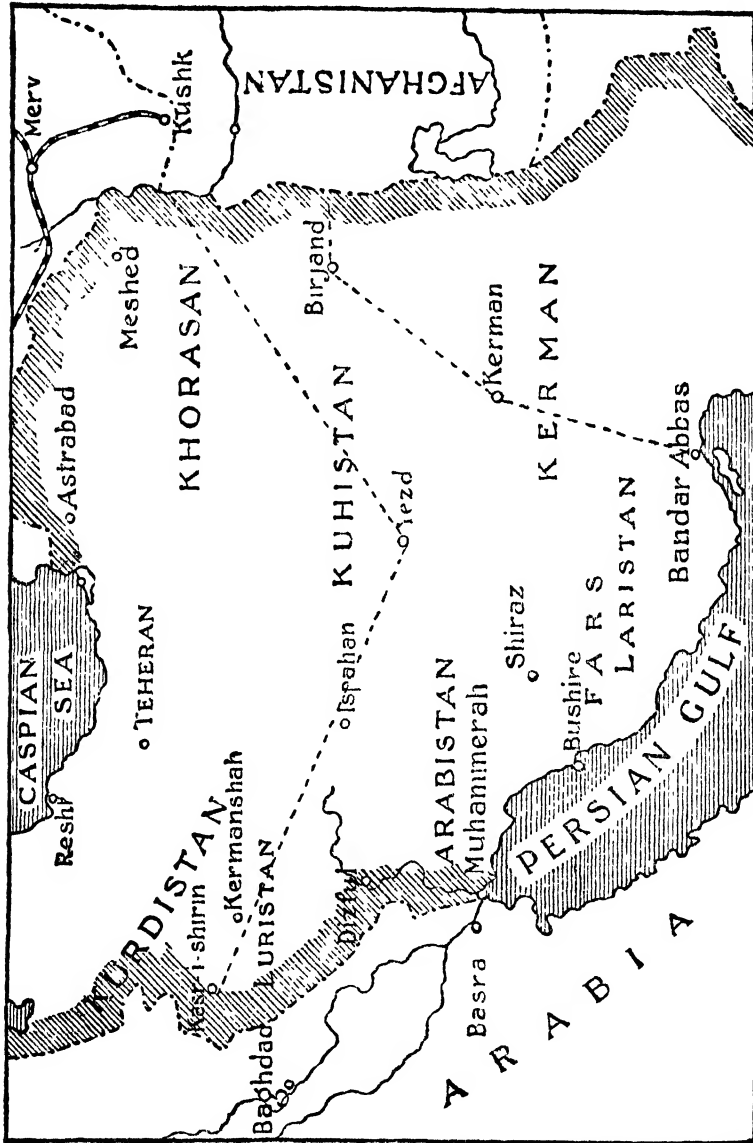 CASPIAN
SEA
Merv
Resht
Astrabad
Meshed
Kushk
TEHERAN
KURDISTAN
KHORASAN
Kasr-i-shirin
Kermanshah
Baghdad
LURISTAN
AFGHANISTAN
Birjand
Ispahan
KUHISTAN
Dizful
Yezd
ARABISTAN
Muhammerah
Basra
Kerman
Shiraz
KERMAN
Bushire
FARS
LARISTAN
PERSIAN GULF
Bandar Abbas
ARABIA